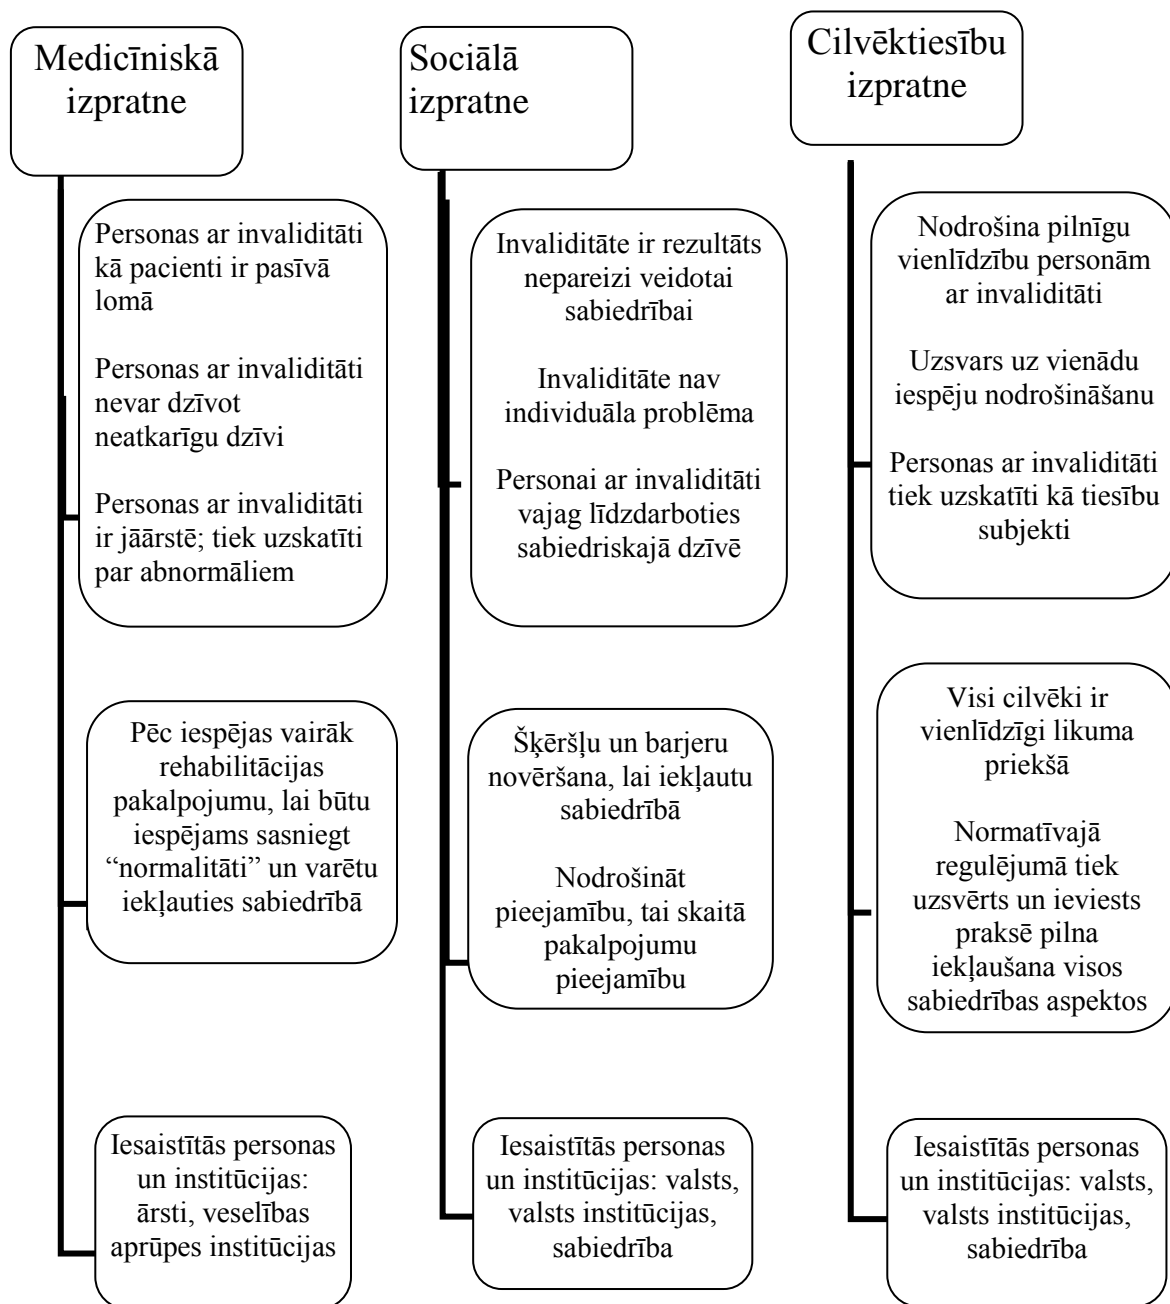 Medicīniskā
izpratne
Personas ar invaliditāti
kā pacienti ir pasīvā
lomā
Personas ar invaliditāti
nevar dzīvot
neatkarīgu dzīvi
Personas ar invaliditāti
ir jāārstē; tiek uzskatīti
par abnormāliem
Pēc iespējas vairāk
rehabilitācijas
pakalpojumu, lai būtu
iespējams sasniegt
“normalitāti” un varētu
iekļauties sabiedrībā
Iesaistītās personas
un institūcijas:
ārsti, veselības
aprūpes institūcijas
Sociālā
izpratne
Invaliditāte ir rezultāts
nepareizi veidotai
sabiedrībai
Invaliditāte nav
individuāla problēma
Personai ar invaliditāti
vajag līdzdarboties
sabiedriskajā dzīvē
Šķēršļu un barjeru
novēršana, lai iekļautu
sabiedrībā
Nodrošināt
pieejamību, tai skaitā
pakalpojumu
pieejamību
Iesaistītās personas
un institūcijas: valsts,
valsts institūcijas,
sabiedrība
Cilvēktiesību
izpratne
Nodrošina pilnīgu
vienlīdzību personām
ar invaliditāti
Uzsvars uz vienādu
iespēju nodrošināšanu
Personas ar invaliditāti
tiek uzskatīti kā tiesību
subjekti
Visi cilvēki ir
vienlīdzīgi likuma
priekšā
Normatīvajā
regulējumā tiek
uzsvērts un ieviests
praksē pilna
iekļaušana visos
sabiedrības aspektos
Iesaistītās personas
un institūcijas: valsts,
valsts institūcijas,
sabiedrība